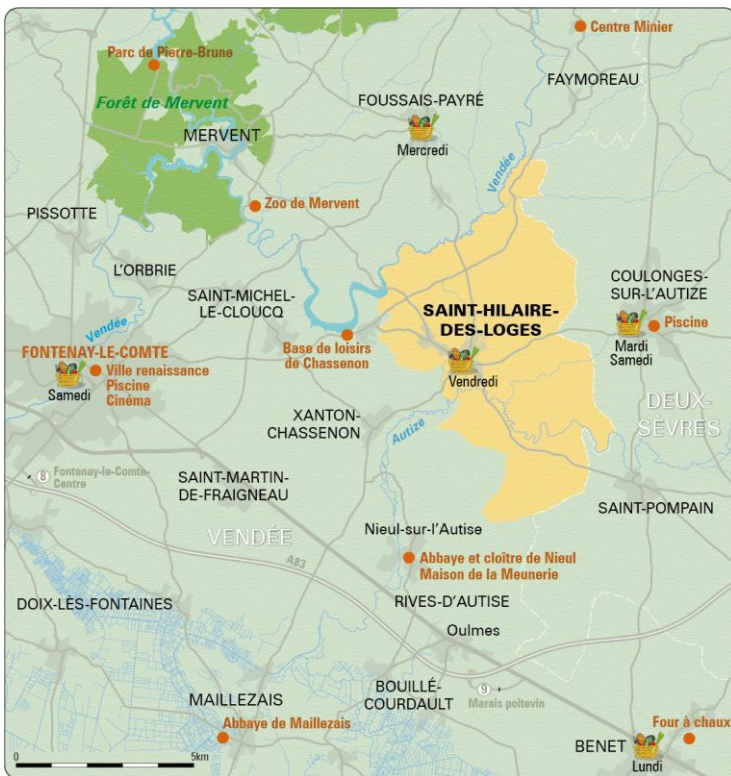 Centre Minier
Parc de Pierre-Brune
FAYMOREAU
Forêt de Mervent
FOUSSAIS-PAYRÉ
MERVENT
Mercredi
Vendée
Zoo de Mervent
PISSOTTE
L'ORBRIE
COULONGES-
SUR-L'AUTIZE
SAINT-MICHEL-
LE-CLOUCQ
SAINT-HILAIRE-
DES-LOGES
Vendée
Piscine
Base de loisirs
de Chassenon
Mardi
Samedi
FONTENAY-LE-COMTE
Ville renaissance
Piscine
Cinéma
Samedi
Vendredi
DEUX-
SÈVRES
XANTON-
CHASSENON
Autize
8
Fontenay-le-Comte-
Centre
SAINT-MARTIN-
DE-FRAIGNEAU
SAINT-POMPAIN
VENDÉE
Nieul-sur-l'Autise
A83
Abbaye et cloître de Nieul
Maison de la Meunerie
DOIX-LÈS-FONTAINES
RIVES-D'AUTISE
Oulmes
BOUILLÉ-
COURDAULT
9
Marais poitevin
MAILLEZAIS
Abbaye de Maillezais
Four à chaux
BENET
Lundi
0
5km